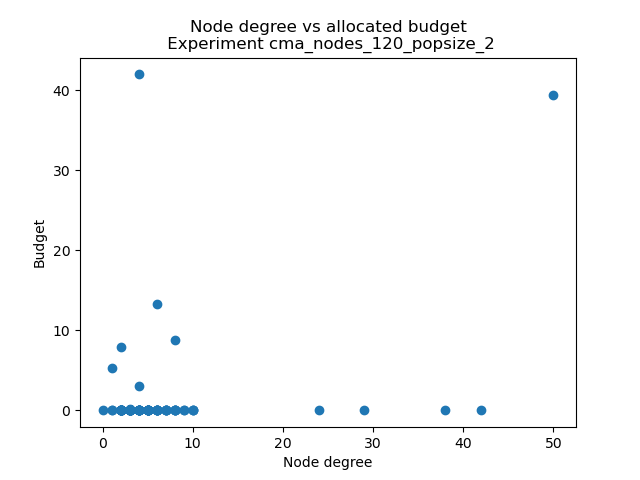 Node degree vs allocated budget
Experiment cma_nodes_120_popsize_2
Budget
40
30
20
10
0
0 10 20 30 40 50
Node degree